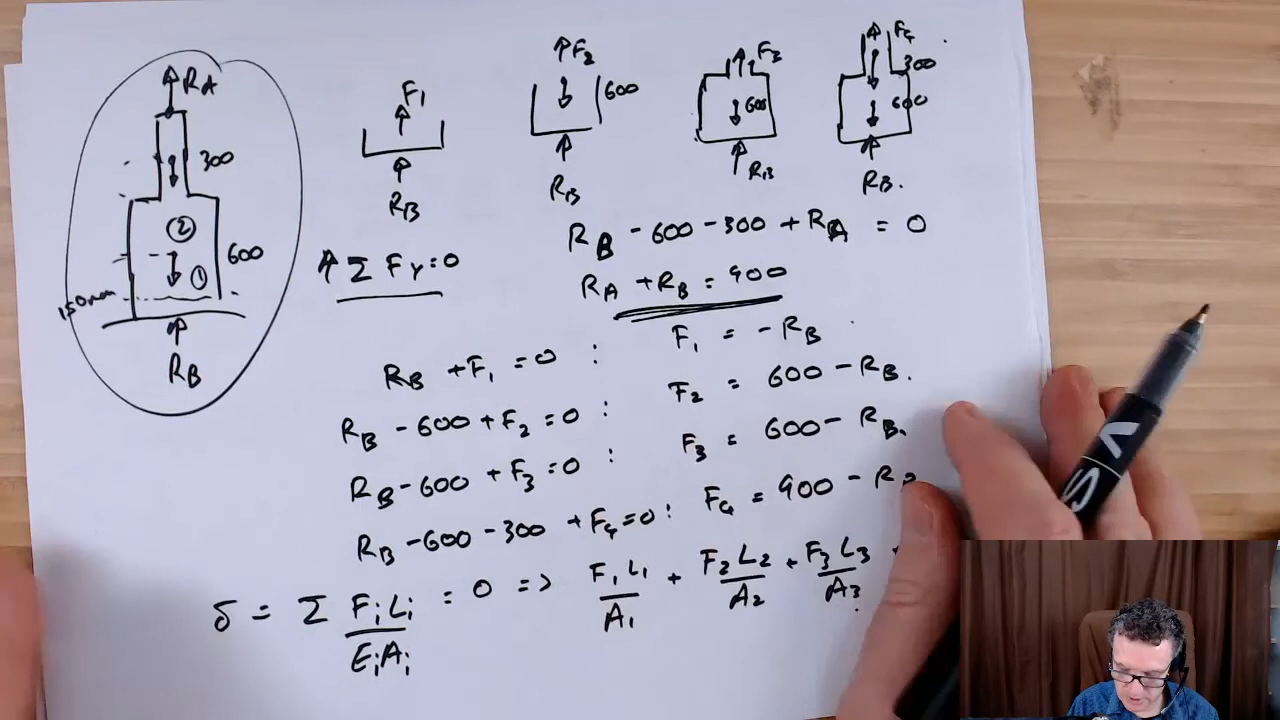 RA
300
②
600
①
150mm
RB
F1
RB
F2
600
RB
F3
600
RB
F4
300
600
RB.
↑ Σ Fy = 0
RB - 600 - 300 + RA = 0
RA + RB = 900
RB + F1 = 0 : F1 = - RB
RB - 600 + F2 = 0 : F2 = 600 - RB.
RB - 600 + F3 = 0 : F3 = 600 - RB.
RB - 600 - 300 + F4 = 0 : F4 = 900 - R
δ = Σ FiLi / EiAi = 0 => F1L1 / A1 + F2L2 / A2 + F3L3 / A3